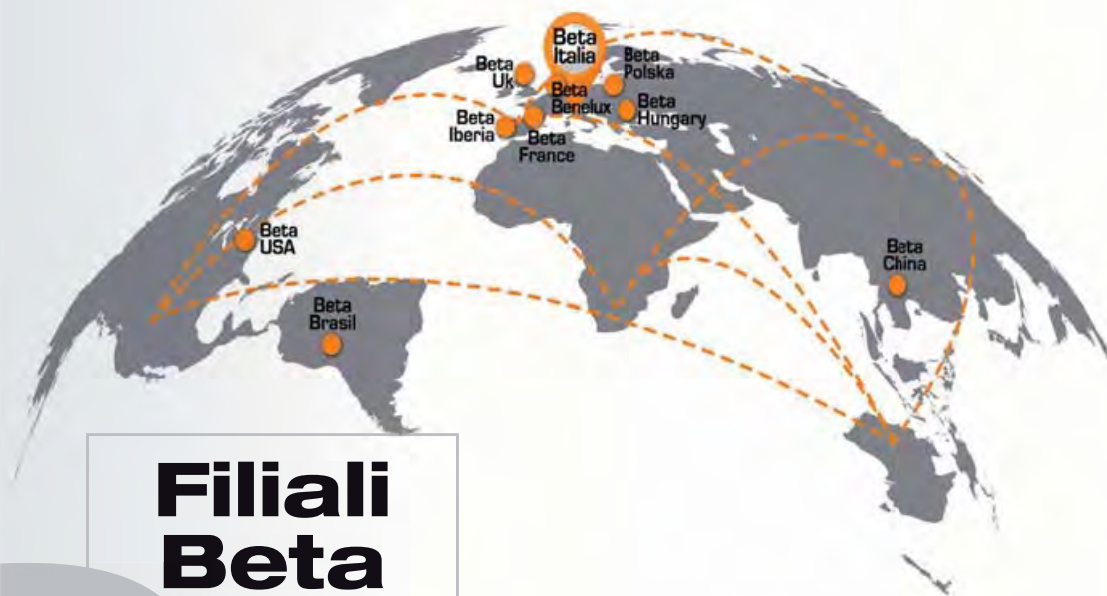 Beta
Italia
Beta
Uk
Beta
Polska
Beta
Benelux
Beta
Hungary
Beta
Iberia
Beta
France
Beta
USA
Beta
China
Beta
Brasil
Filiali
Beta